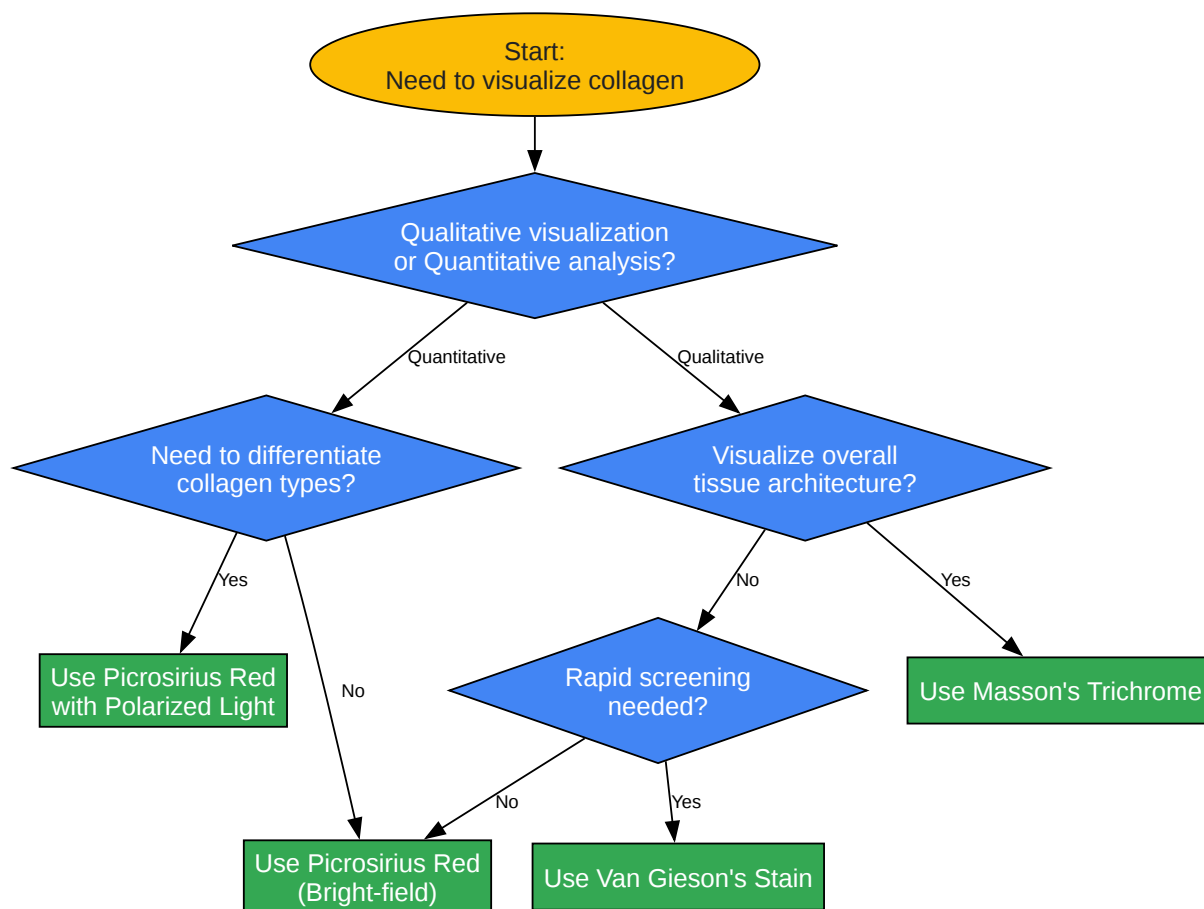 Start:
Need to visualize collagen
Qualitative visualization
or Quantitative analysis?
Quantitative
Qualitative
Need to differentiate
collagen types?
Visualize overall
tissue architecture?
Yes
No
Yes
Use Picrosirius Red
with Polarized Light
No
Rapid screening
needed?
Use Masson's Trichrome
No
Yes
Use Picrosirius Red
(Bright-field)
Use Van Gieson's Stain